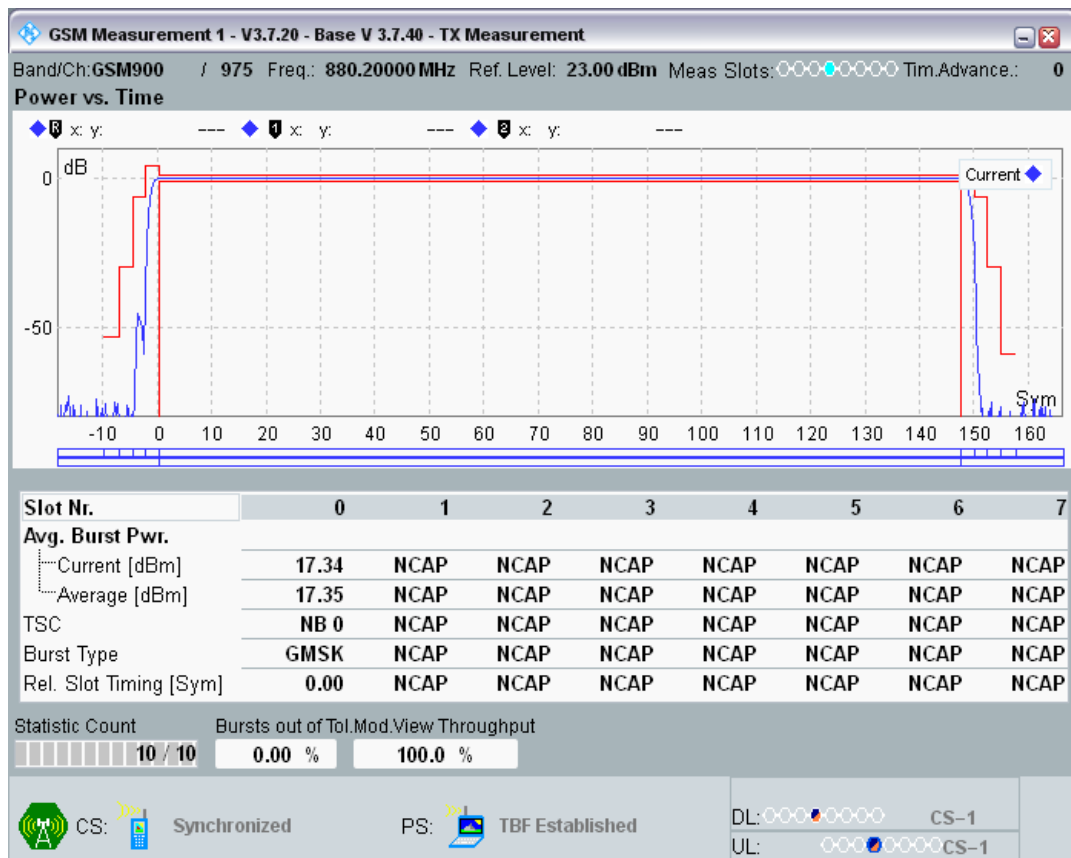 GSM Measurement 1 - V3.7.20 - Base V 3.7.40 - TX Measurement
Band/Ch:GSM900 / 975 Freq.: 880.20000 MHz Ref. Level: 23.00 dBm Meas Slots: Tim.Advance.: 0
Power vs. Time
R x: y: --- 1 x: y: --- 2 x: y: ---
dB
Current
0
-50
Sym
-10 0 10 20 30 40 50 60 70 80 90 100 110 120 130 140 150 160
Slot Nr. 0 1 2 3 4 5 6 7
Avg. Burst Pwr.
Current [dBm] 17.34 NCAP NCAP NCAP NCAP NCAP NCAP NCAP
Average [dBm] 17.35 NCAP NCAP NCAP NCAP NCAP NCAP NCAP
TSC NB 0 NCAP NCAP NCAP NCAP NCAP NCAP NCAP
Burst Type GMSK NCAP NCAP NCAP NCAP NCAP NCAP NCAP
Rel. Slot Timing [Sym] 0.00 NCAP NCAP NCAP NCAP NCAP NCAP NCAP
Statistic Count Bursts out of Tol.Mod.View Throughput
10 / 10 0.00 % 100.0 %
CS: Synchronized PS: TBF Established
DL: CS-1
UL: CS-1